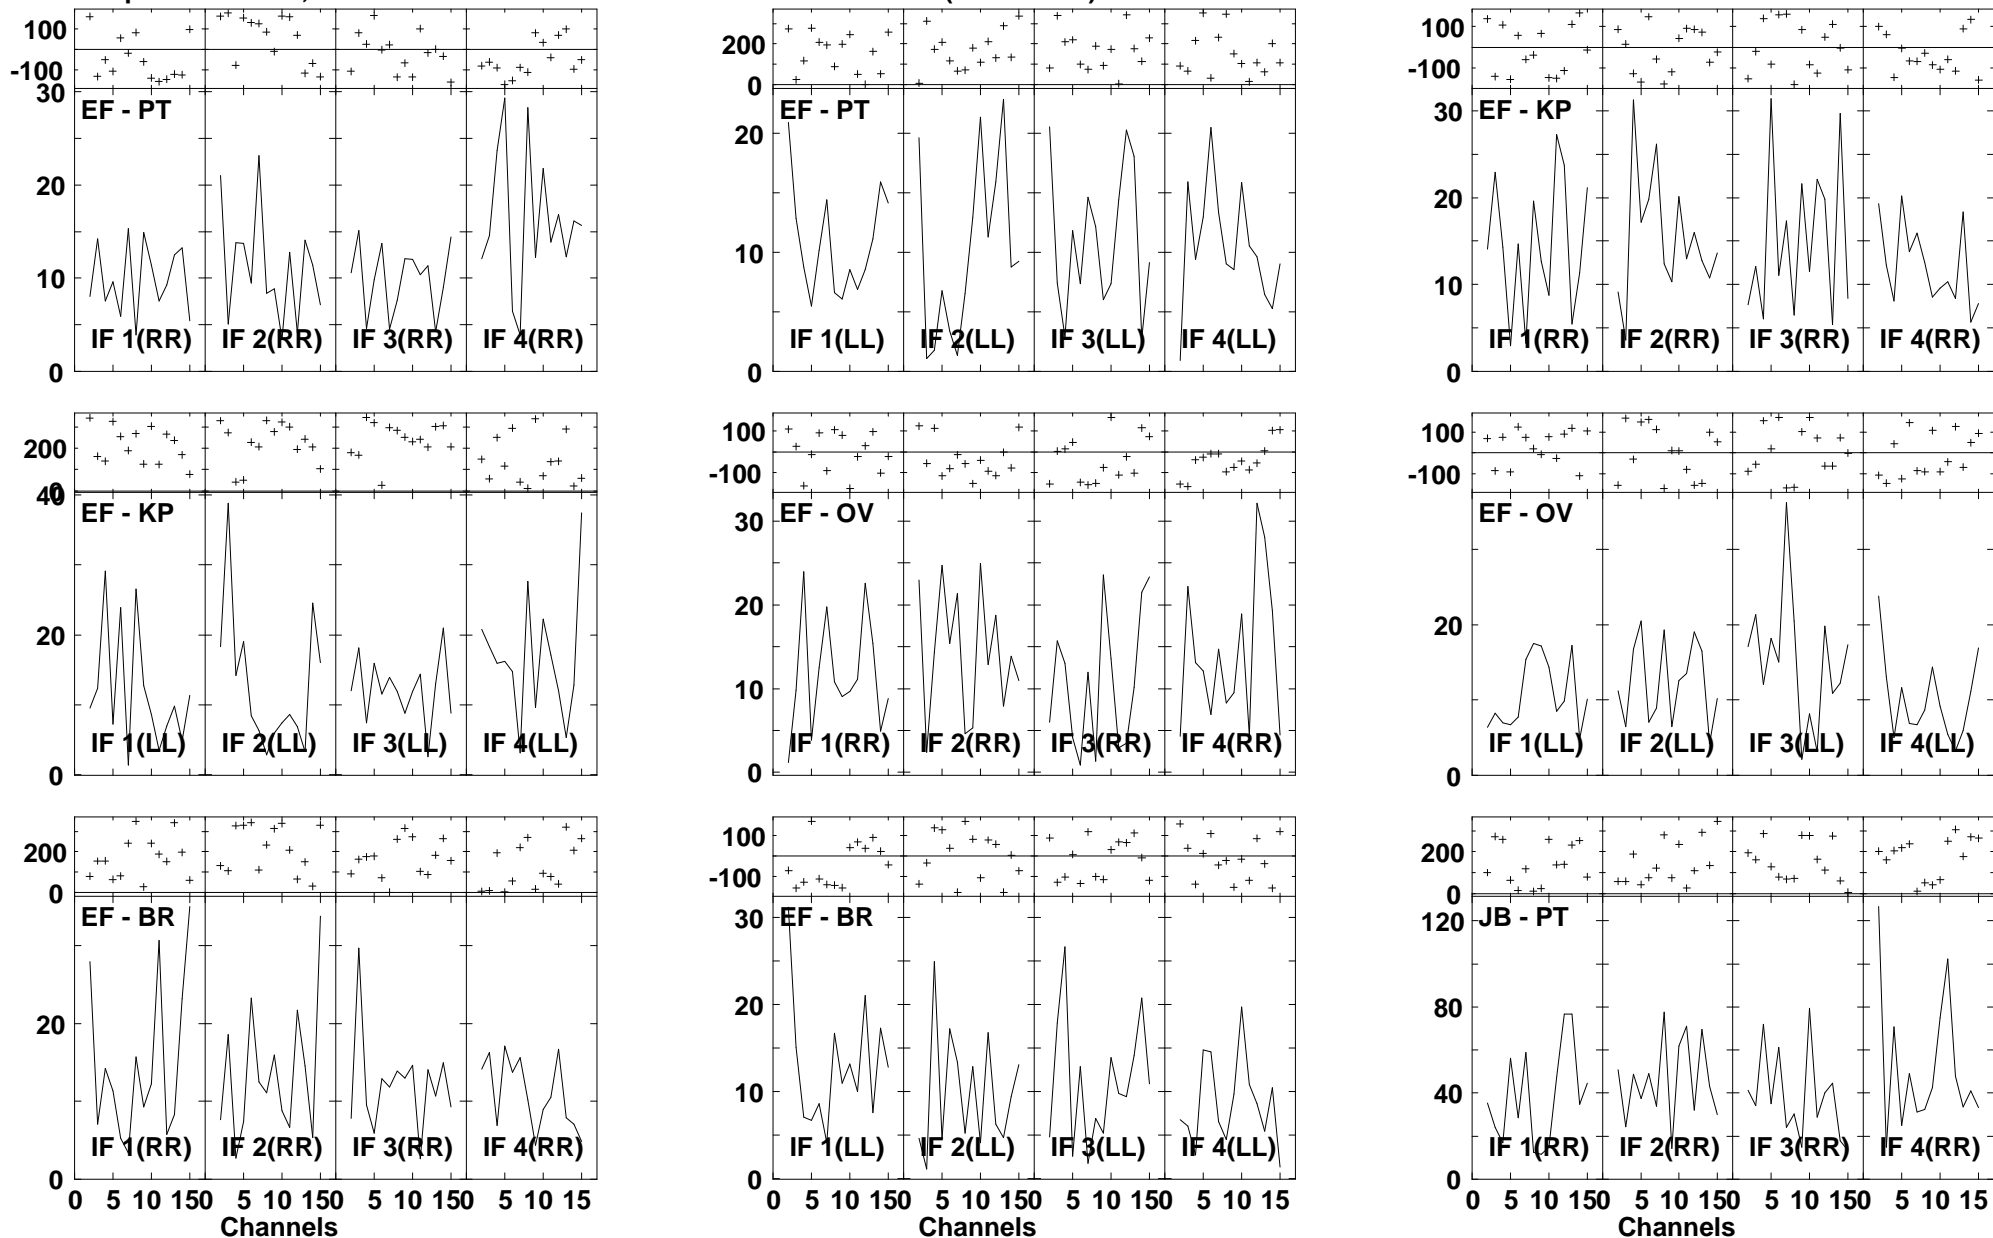 100
-100
30
20
10
0
EF - PT
IF 1(RR)
IF 2(RR)
IF 3(RR)
IF 4(RR)
200
0
20
10
0
EF - PT
IF 1(LL)
IF 2(LL)
IF 3(LL)
IF 4(LL)
100
-100
30
20
10
0
EF - KP
IF 1(RR)
IF 2(RR)
IF 3(RR)
IF 4(RR)
200
0
40
20
0
EF - KP
IF 1(LL)
IF 2(LL)
IF 3(LL)
IF 4(LL)
100
-100
30
20
10
0
EF - OV
IF 1(RR)
IF 2(RR)
IF 3(RR)
IF 4(RR)
100
-100
20
0
EF - OV
IF 1(LL)
IF 2(LL)
IF 3(LL)
IF 4(LL)
200
0
20
0
EF - BR
IF 1(RR)
IF 2(RR)
IF 3(RR)
IF 4(RR)
0 5 10 150 5 10 150 5 10 150 5 10 15
Channels
100
-100
30
20
10
0
EF - BR
IF 1(LL)
IF 2(LL)
IF 3(LL)
IF 4(LL)
0 5 10 150 5 10 150 5 10 150 5 10 15
Channels
200
0
120
80
40
0
JB - PT
IF 1(RR)
IF 2(RR)
IF 3(RR)
IF 4(RR)
0 5 10 150 5 10 150 5 10 150 5 10 15
Channels